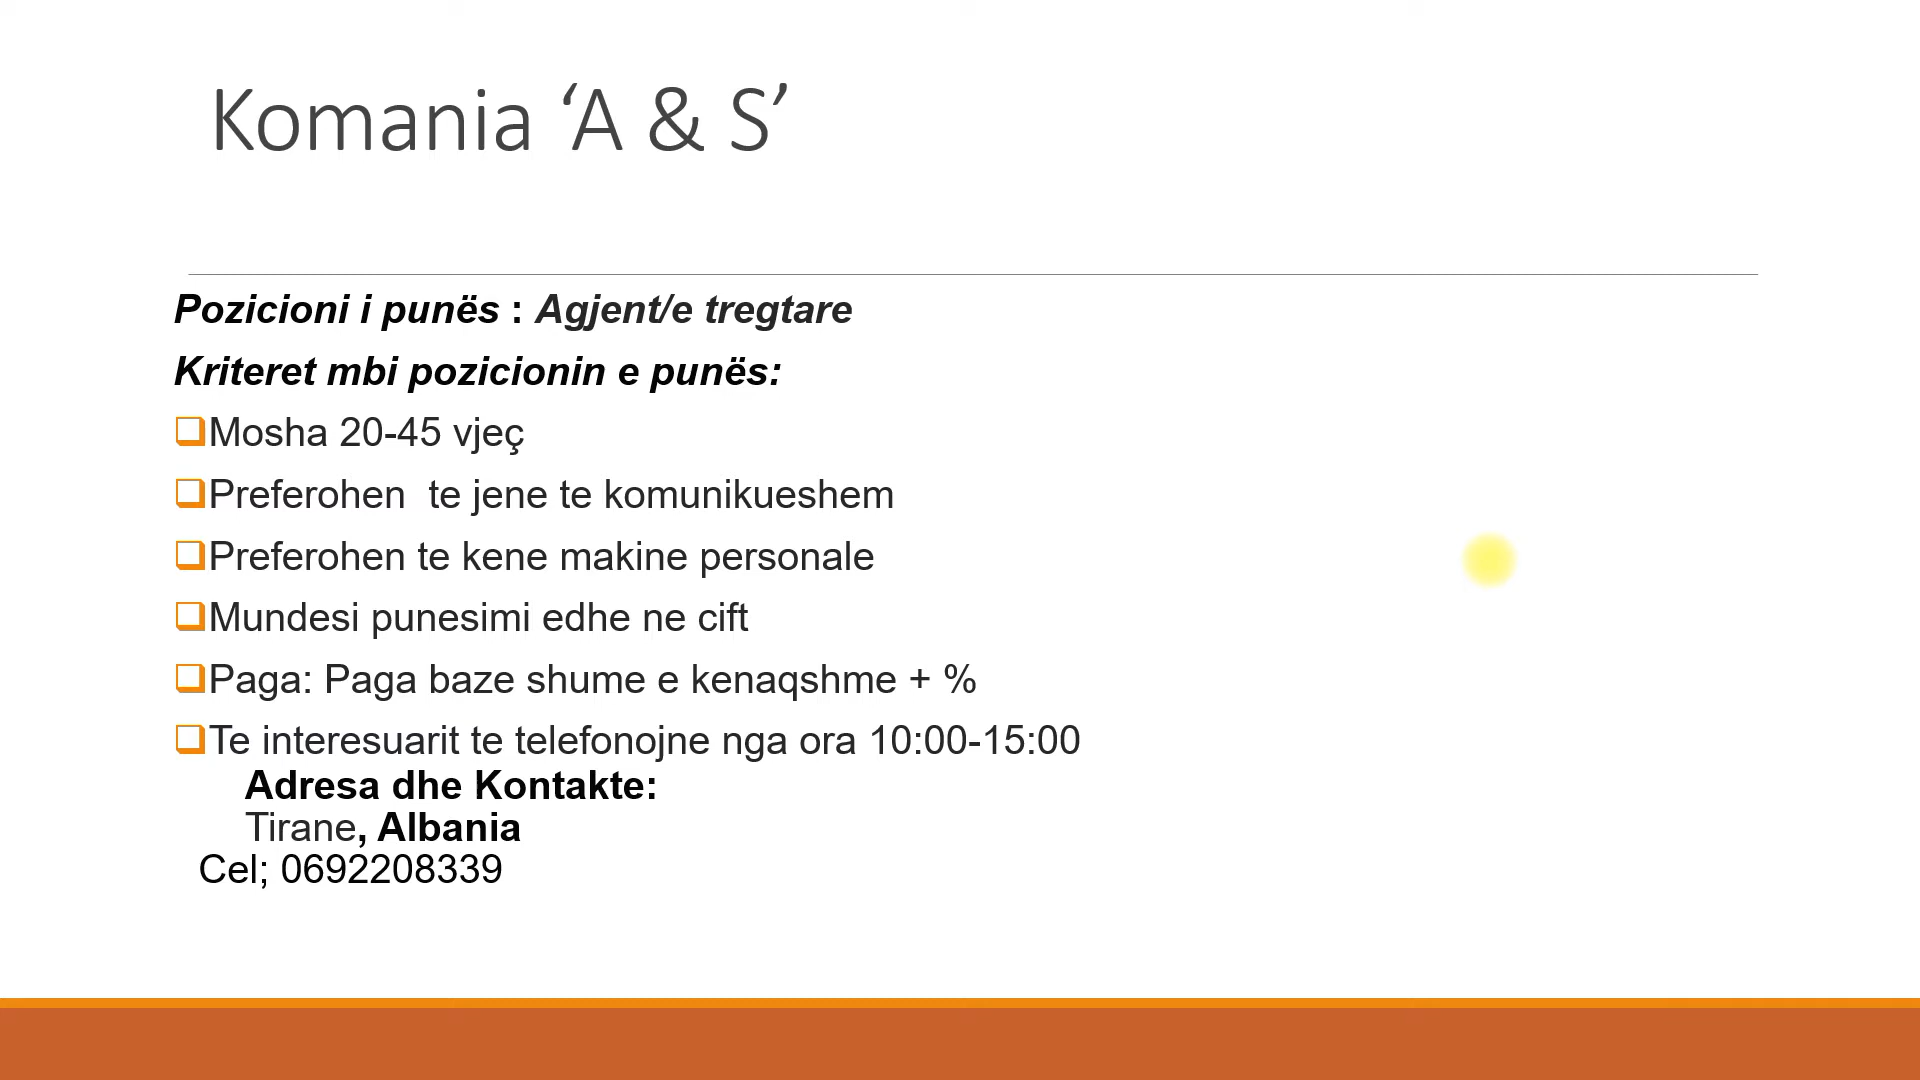 Komania ‘A & S’
Pozicioni i punës : Agjent/e tregtare
Kriteret mbi pozicionin e punës:
Mosha 20-45 vjeç
Preferohen  te jene te komunikueshem
Preferohen te kene makine personale
Mundesi punesimi edhe ne cift
Paga: Paga baze shume e kenaqshme + %
Te interesuarit te telefonojne nga ora 10:00-15:00
Adresa dhe Kontakte:
Tirane, Albania
Cel; 0692208339